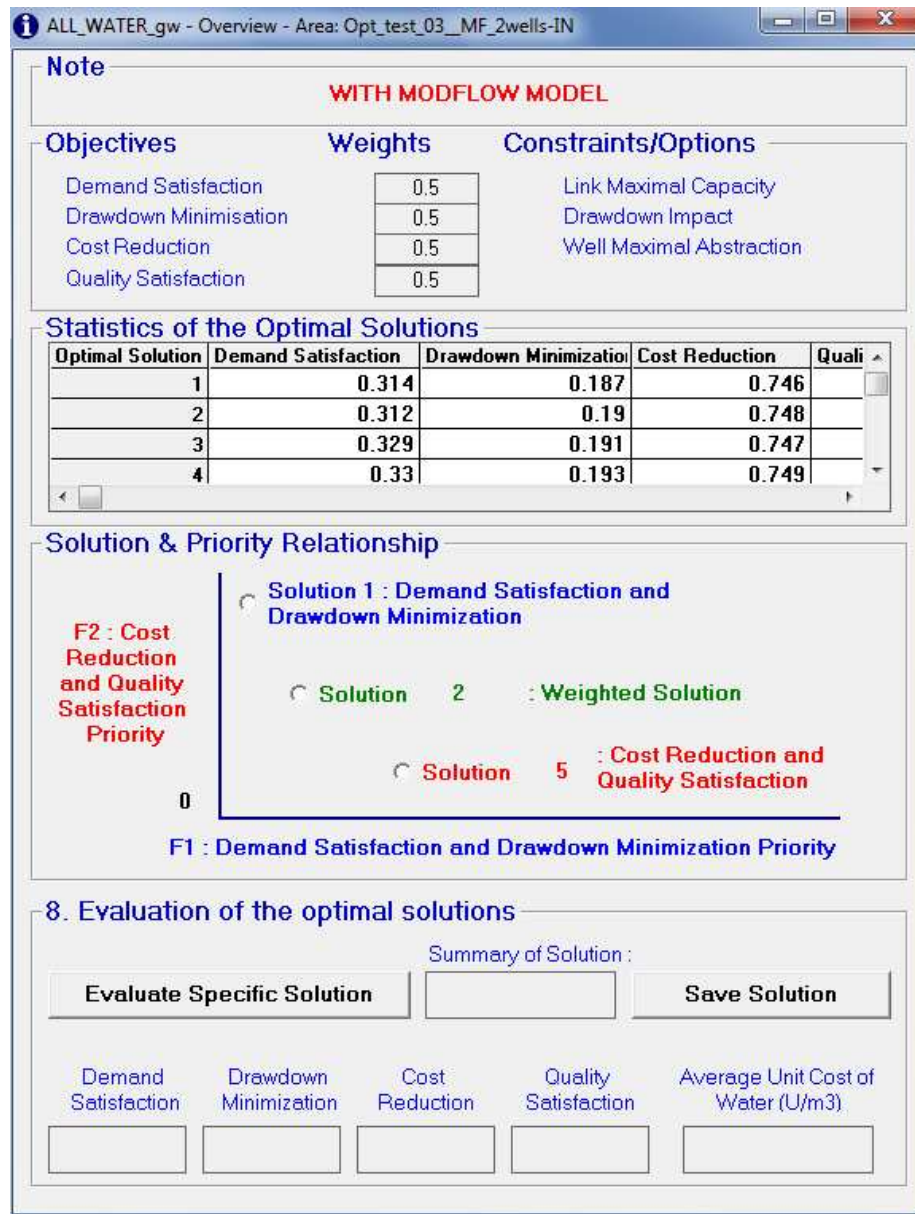 ALL_WATER_gw - Overview - Area: Opt_test_03__MF_2wells-IN
Note
WITH MODFLOW MODEL
Objectives Weights Constraints/Options
Demand Satisfaction 0.5 Link Maximal Capacity
Drawdown Minimisation 0.5 Drawdown Impact
Cost Reduction 0.5 Well Maximal Abstraction
Quality Satisfaction 0.5
Statistics of the Optimal Solutions
Optimal Solution Demand Satisfaction Drawdown Minimizatio Cost Reduction Quali
1 0.314 0.187 0.746
2 0.312 0.19 0.748
3 0.329 0.191 0.747
4 0.33 0.193 0.749
Solution & Priority Relationship
Solution 1 : Demand Satisfaction and
Drawdown Minimization
F2 : Cost
Reduction
and Quality
Satisfaction
Priority
Solution 2 : Weighted Solution
Solution 5 : Cost Reduction and
Quality Satisfaction
0
F1 : Demand Satisfaction and Drawdown Minimization Priority
8. Evaluation of the optimal solutions
Summary of Solution :
Evaluate Specific Solution Save Solution
Demand Drawdown Cost Quality Average Unit Cost of
Satisfaction Minimization Reduction Satisfaction Water (U/m3)